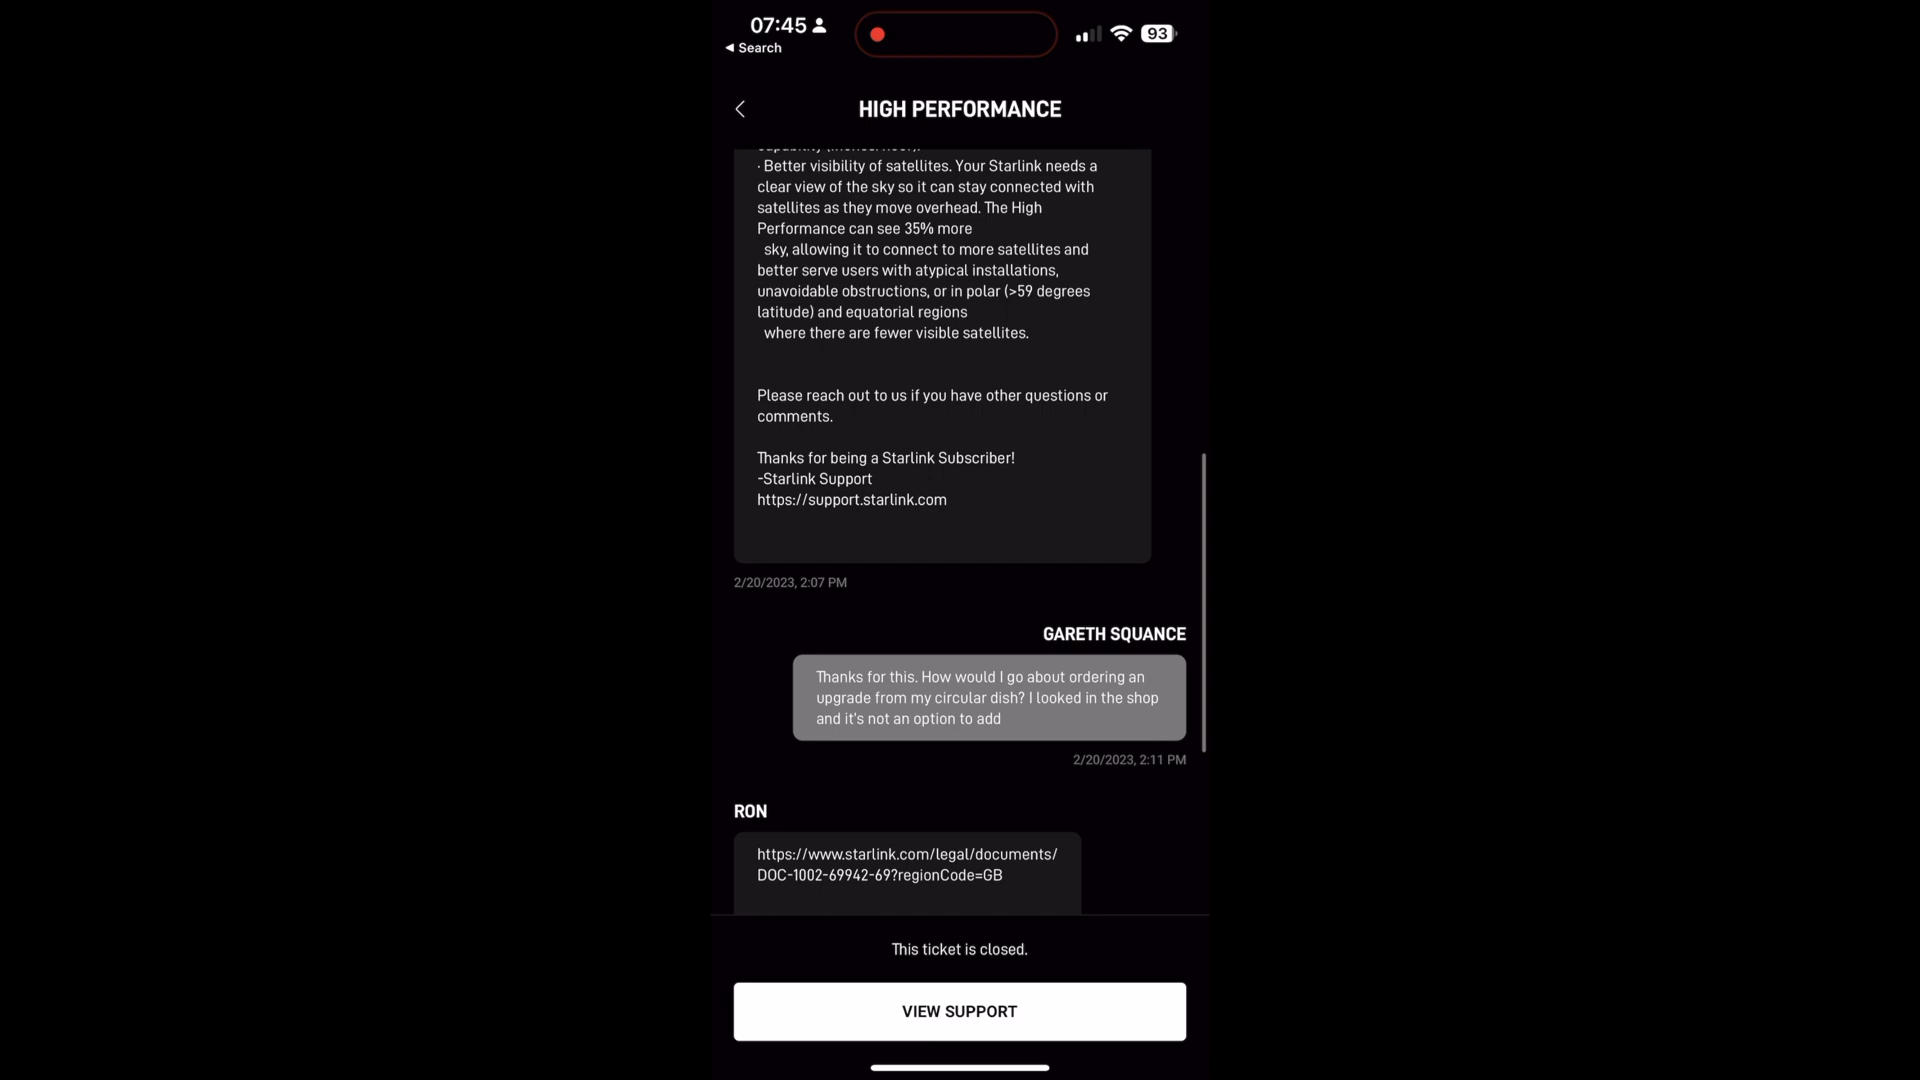 07:45
Search
93
HIGH PERFORMANCE
· Better visibility of satellites. Your Starlink needs a
clear view of the sky so it can stay connected with
satellites as they move overhead. The High
Performance can see 35% more
sky, allowing it to connect to more satellites and
better serve users with atypical installations,
unavoidable obstructions, or in polar (>59 degrees
latitude) and equatorial regions
where there are fewer visible satellites.
Please reach out to us if you have other questions or
comments.
Thanks for being a Starlink Subscriber!
-Starlink Support
https://support.starlink.com
2/20/2023, 2:07 PM
GARETH SQUANCE
Thanks for this. How would I go about ordering an
upgrade from my circular dish? I looked in the shop
and it's not an option to add
2/20/2023, 2:11 PM
RON
https://www.starlink.com/legal/documents/
DOC-1002-69942-69?regionCode=GB
This ticket is closed.
VIEW SUPPORT